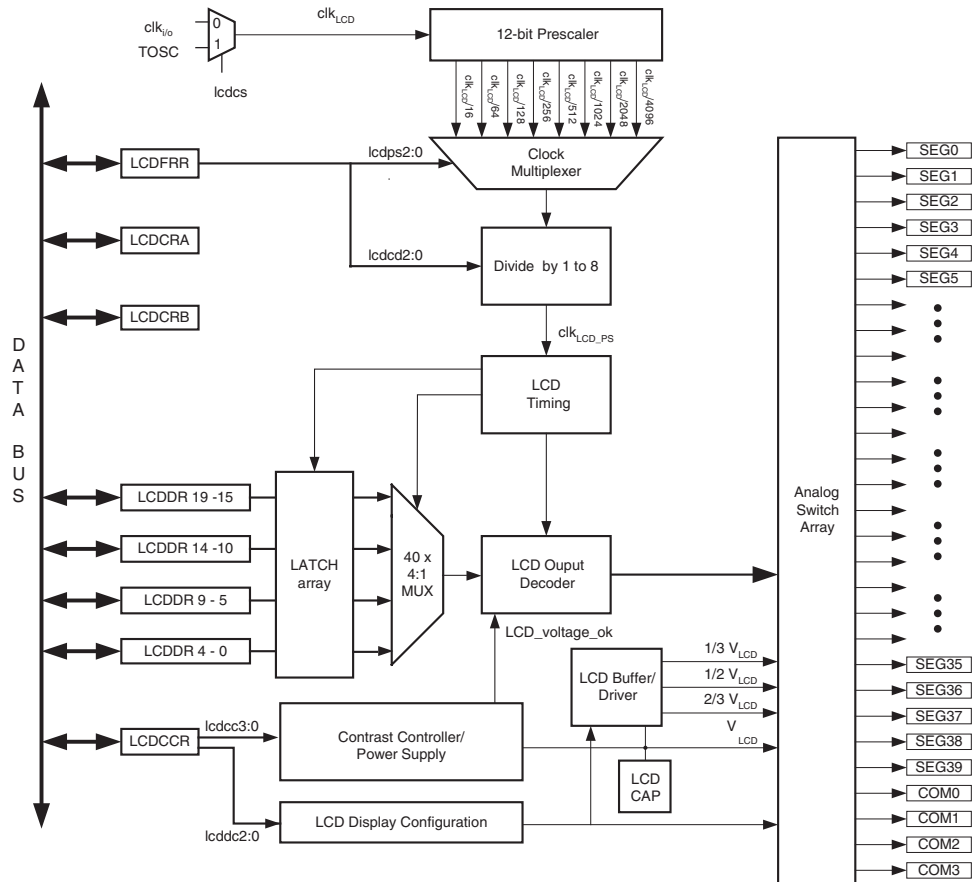 clk_i/o
0
TOSC
1
lcdcs
clk_LCD
12-bit Prescaler
clk_LCD/16
clk_LCD/64
clk_LCD/128
clk_LCD/256
clk_LCD/512
clk_LCD/1024
clk_LCD/2048
clk_LCD/4096
Clock
Multiplexer
LCDFRR
lcdps2:0
lcdcd2:0
Divide by 1 to 8
LCDCRA
LCDCRB
clk_LCD_PS
LCD
Timing
DATA BUS
LCDDR 19 -15
LCDDR 14 -10
LCDDR 9 - 5
LCDDR 4 - 0
LATCH
array
40 x
4:1
MUX
LCD Ouput
Decoder
LCD_voltage_ok
LCD Buffer/
Driver
1/3 V_LCD
1/2 V_LCD
2/3 V_LCD
V_LCD
LCDCCR
lcdcc3:0
Contrast Controller/
Power Supply
LCD
CAP
lcddc2:0
LCD Display Configuration
Analog
Switch
Array
SEG0
SEG1
SEG2
SEG3
SEG4
SEG5
SEG35
SEG36
SEG37
SEG38
SEG39
COM0
COM1
COM2
COM3